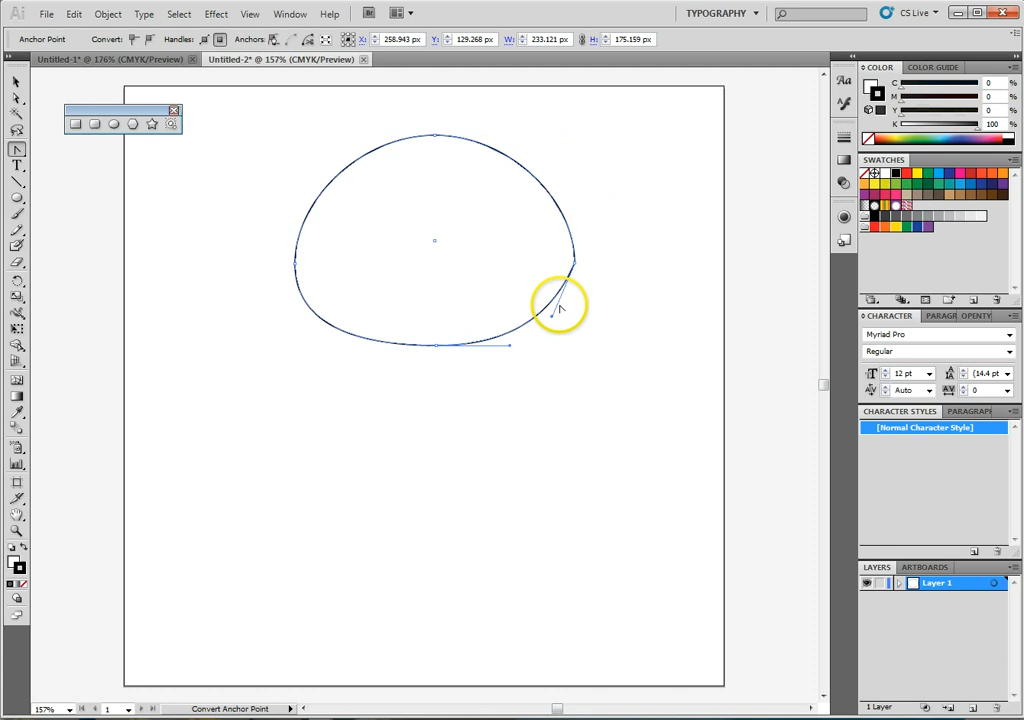 Ai File Edit Object Type Select Effect View Window Help Br TYPOGRAPHY CS Live
Anchor Point Convert: Handles: Anchors: X: 258.943 px Y: 129.268 px W: 233.121 px H: 175.159 px
Untitled-1* @ 176% (CMYK/Preview) Untitled-2* @ 157% (CMYK/Preview)
COLOR COLOR GUIDE
C 0 %
M 0 %
Y 0 %
K 100 %
SWATCHES
CHARACTER PARAGR OPENTY
Myriad Pro
Regular
12 pt (14.4 pt
Auto 0
CHARACTER STYLES PARAGRAPH
[Normal Character Style]
LAYERS ARTBOARDS
Layer 1
1 Layer
157% 1 Convert Anchor Point